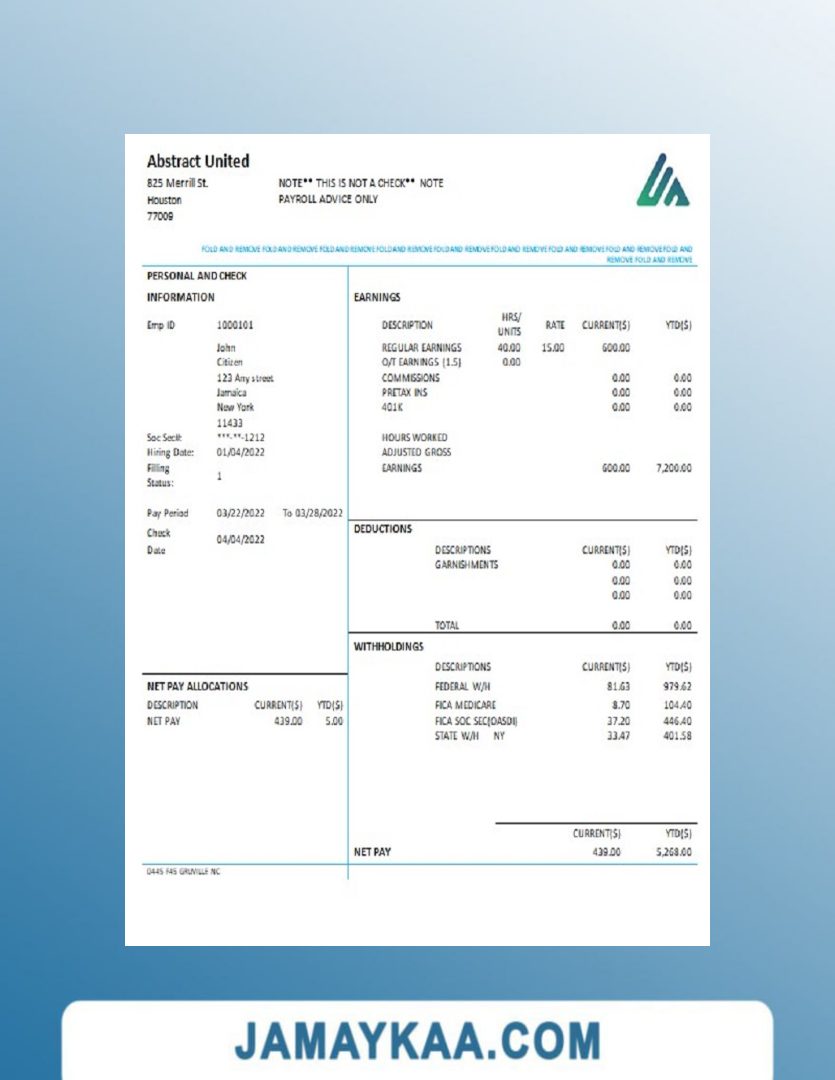 Abstract United
825 Merrill St.
Houston
77009
NOTE** THIS IS NOT A CHECK** NOTE
PAYROLL ADVICE ONLY
FOLD AND REMOVE FOLD AND REMOVE FOLD AND REMOVE FOLD AND REMOVE FOLD AND REMOVE FOLD AND REMOVE FOLD AND REMOVE FOLD AND REMOVE FOLD AND
REMOVE FOLD AND REMOVE
PERSONAL AND CHECK
INFORMATION
Emp ID 1000101
John
Citizen
123 Any street
Jamaica
New York
11433
Soc Sec#: ***-**-1212
Hiring Date: 01/04/2022
Filling
Status: 1
Pay Period 03/22/2022 To 03/28/2022
Check
Date 04/04/2022
NET PAY ALLOCATIONS
DESCRIPTION CURRENT($) YTD($)
NET PAY 439.00 5.00
EARNINGS
DESCRIPTION HRS/ UNITS RATE CURRENT($) YTD($)
REGULAR EARNINGS 40.00 15.00 600.00
O/T EARNINGS (1.5) 0.00
COMMISSIONS 0.00 0.00
PRETAX INS 0.00 0.00
401K 0.00 0.00
HOURS WORKED
ADJUSTED GROSS
EARNINGS 600.00 7,200.00
DEDUCTIONS
DESCRIPTIONS CURRENT($) YTD($)
GARNISHMENTS 0.00 0.00
0.00 0.00
0.00 0.00
TOTAL 0.00 0.00
WITHHOLDINGS
DESCRIPTIONS CURRENT($) YTD($)
FEDERAL W/H 81.63 979.62
FICA MEDICARE 8.70 104.40
FICA SOC SEC(OASDI) 37.20 446.40
STATE W/H NY 33.47 401.58
CURRENT($) YTD($)
NET PAY 439.00 5,268.00
0445 F45 NC
JAMAYKAA.COM